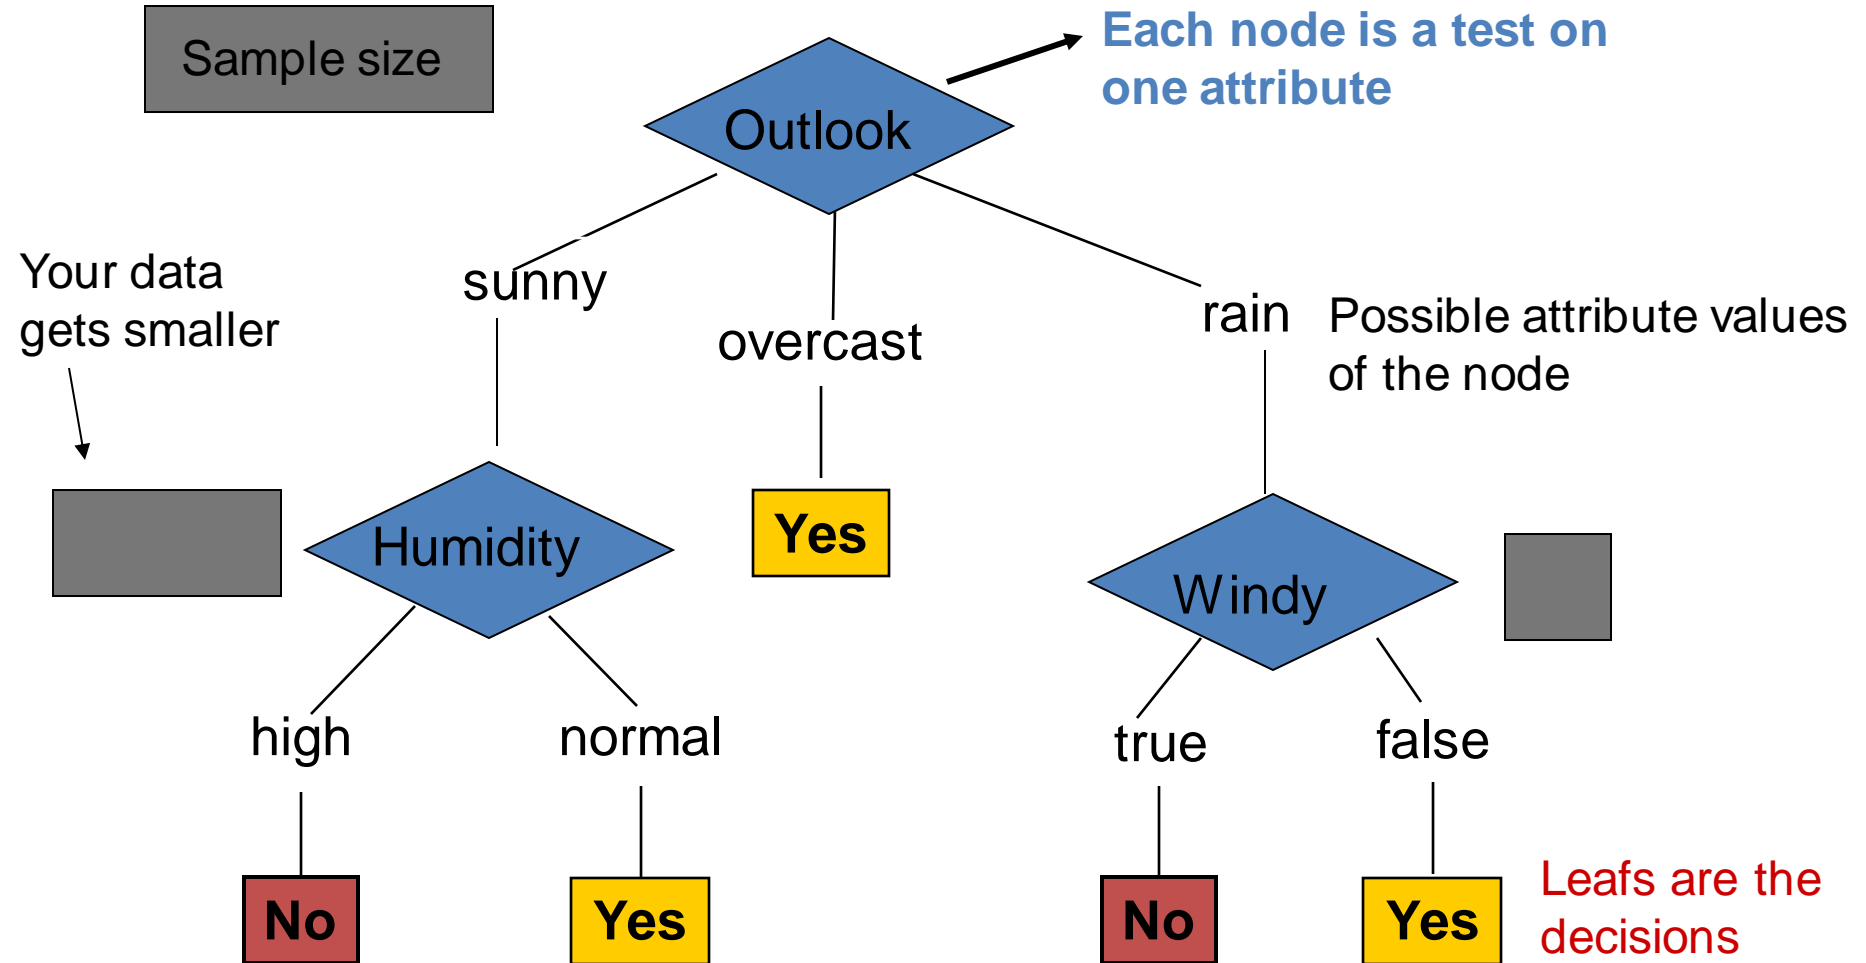 Sample size
Each node is a test on
one attribute
Outlook
Your data
gets smaller
sunny
overcast
rain
Possible attribute values
of the node
Humidity
Yes
Windy
high
normal
true
false
No
Yes
No
Yes
Leafs are the
decisions